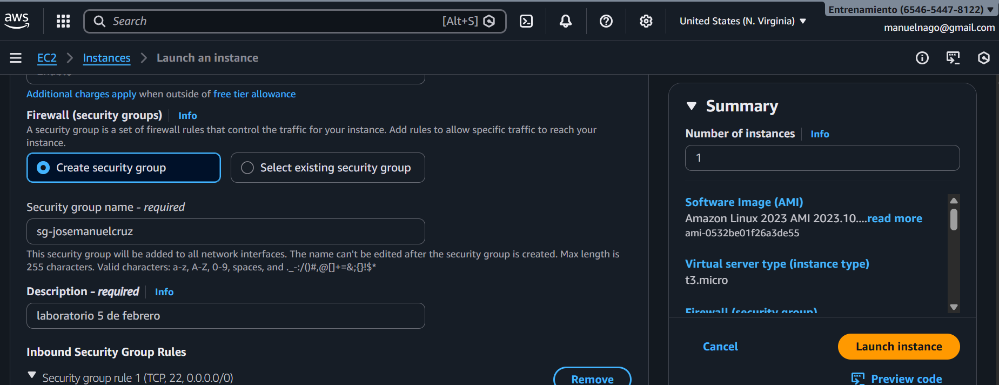 aws
Search
[Alt+S]
United States (N. Virginia)
Entrenamiento (6546-5447-8122)
manuelnago@gmail.com
EC2
Instances
Launch an instance
Enable
Additional charges apply when outside of free tier allowance
Firewall (security groups)
Info
A security group is a set of firewall rules that control the traffic for your instance. Add rules to allow specific traffic to reach your
instance.
Create security group
Select existing security group
Security group name - required
sg-josemanuelcruz
This security group will be added to all network interfaces. The name can't be edited after the security group is created. Max length is
255 characters. Valid characters: a-z, A-Z, 0-9, spaces, and ._-:/()#,@[]+=&;{}!$*
Description - required
Info
laboratorio 5 de febrero
Inbound Security Group Rules
Security group rule 1 (TCP, 22, 0.0.0.0/0)
Remove
Summary
Number of instances
Info
1
Software Image (AMI)
Amazon Linux 2023 AMI 2023.10....read more
ami-0532be01f26a3de55
Virtual server type (instance type)
t3.micro
Firewall (security group)
Cancel
Launch instance
Preview code